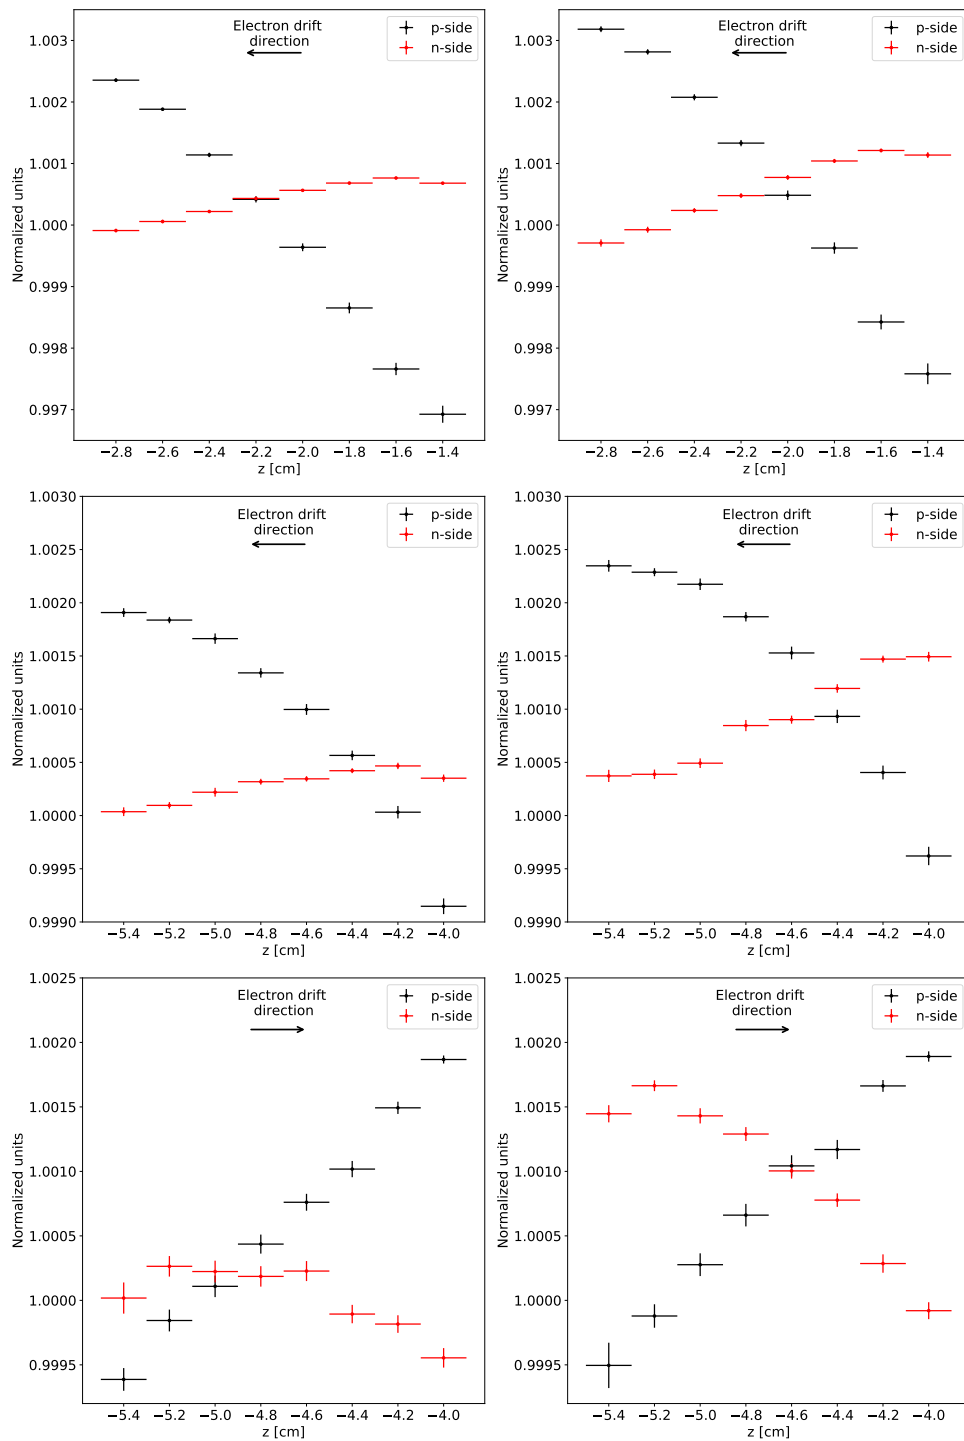 Electron drift
direction
p-side
n-side
1.003
1.002
1.001
1.000
0.999
0.998
0.997
Normalized units
−2.8 −2.6 −2.4 −2.2 −2.0 −1.8 −1.6 −1.4
z [cm]
Electron drift
direction
p-side
n-side
1.003
1.002
1.001
1.000
0.999
0.998
0.997
Normalized units
−2.8 −2.6 −2.4 −2.2 −2.0 −1.8 −1.6 −1.4
z [cm]
Electron drift
direction
p-side
n-side
1.0030
1.0025
1.0020
1.0015
1.0010
1.0005
1.0000
0.9995
0.9990
Normalized units
−5.4 −5.2 −5.0 −4.8 −4.6 −4.4 −4.2 −4.0
z [cm]
Electron drift
direction
p-side
n-side
1.0030
1.0025
1.0020
1.0015
1.0010
1.0005
1.0000
0.9995
0.9990
Normalized units
−5.4 −5.2 −5.0 −4.8 −4.6 −4.4 −4.2 −4.0
z [cm]
Electron drift
direction
p-side
n-side
1.0025
1.0020
1.0015
1.0010
1.0005
1.0000
0.9995
Normalized units
−5.4 −5.2 −5.0 −4.8 −4.6 −4.4 −4.2 −4.0
z [cm]
Electron drift
direction
p-side
n-side
1.0025
1.0020
1.0015
1.0010
1.0005
1.0000
0.9995
Normalized units
−5.4 −5.2 −5.0 −4.8 −4.6 −4.4 −4.2 −4.0
z [cm]